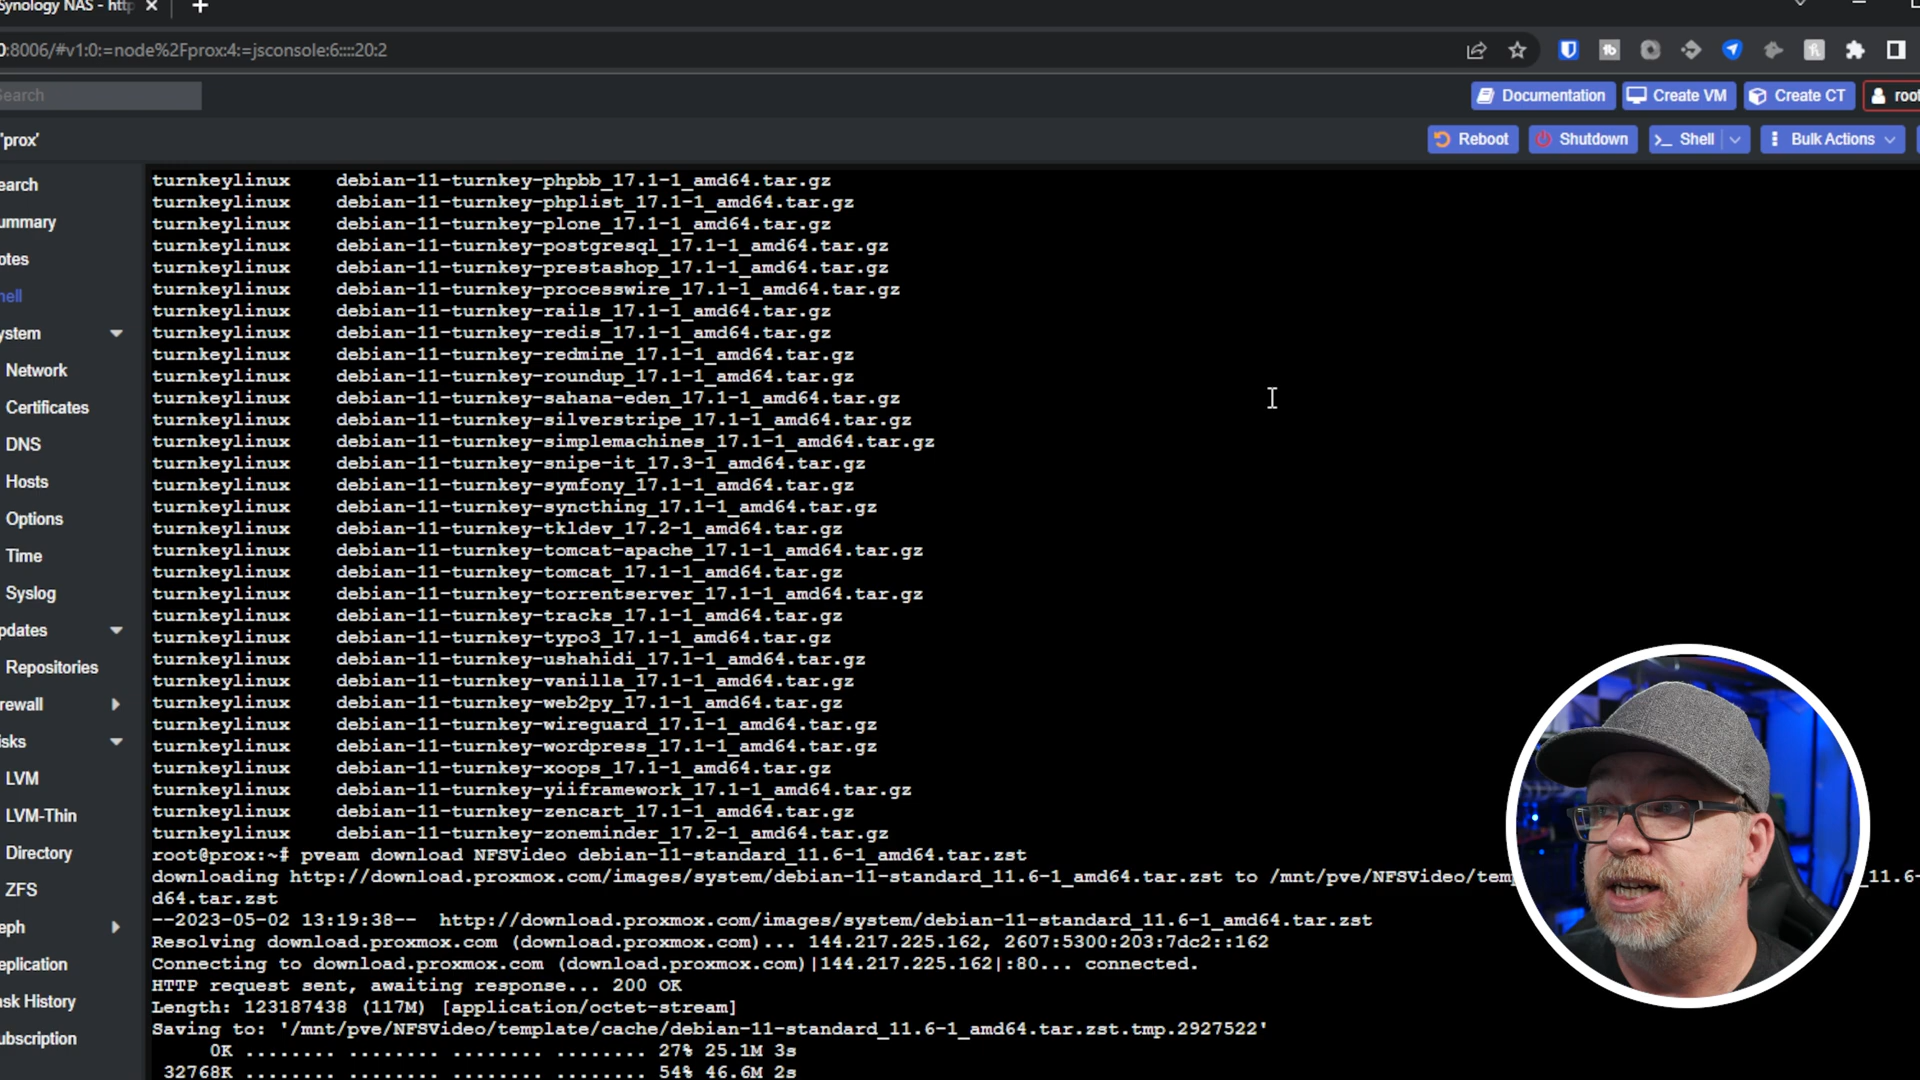 Synology NAS - http
:8006/#v1:0:=node%2Fprox:4:=jsconsole:6::::20:2
Search
Documentation Create VM Create CT root
'prox' Reboot Shutdown Shell Bulk Actions
earch
ummary
otes
hell
ystem
Network
Certificates
DNS
Hosts
Options
Time
Syslog
pdates
Repositories
rewall
isks
LVM
LVM-Thin
Directory
ZFS
eph
eplication
ask History
ubscription
turnkeylinux debian-11-turnkey-phpbb_17.1-1_amd64.tar.gz
turnkeylinux debian-11-turnkey-phplist_17.1-1_amd64.tar.gz
turnkeylinux debian-11-turnkey-plone_17.1-1_amd64.tar.gz
turnkeylinux debian-11-turnkey-postgresql_17.1-1_amd64.tar.gz
turnkeylinux debian-11-turnkey-prestashop_17.1-1_amd64.tar.gz
turnkeylinux debian-11-turnkey-processwire_17.1-1_amd64.tar.gz
turnkeylinux debian-11-turnkey-rails_17.1-1_amd64.tar.gz
turnkeylinux debian-11-turnkey-redis_17.1-1_amd64.tar.gz
turnkeylinux debian-11-turnkey-redmine_17.1-1_amd64.tar.gz
turnkeylinux debian-11-turnkey-roundup_17.1-1_amd64.tar.gz
turnkeylinux debian-11-turnkey-sahana-eden_17.1-1_amd64.tar.gz
turnkeylinux debian-11-turnkey-silverstripe_17.1-1_amd64.tar.gz
turnkeylinux debian-11-turnkey-simplemachines_17.1-1_amd64.tar.gz
turnkeylinux debian-11-turnkey-snipe-it_17.3-1_amd64.tar.gz
turnkeylinux debian-11-turnkey-symfony_17.1-1_amd64.tar.gz
turnkeylinux debian-11-turnkey-syncthing_17.1-1_amd64.tar.gz
turnkeylinux debian-11-turnkey-tkldev_17.2-1_amd64.tar.gz
turnkeylinux debian-11-turnkey-tomcat-apache_17.1-1_amd64.tar.gz
turnkeylinux debian-11-turnkey-tomcat_17.1-1_amd64.tar.gz
turnkeylinux debian-11-turnkey-torrentserver_17.1-1_amd64.tar.gz
turnkeylinux debian-11-turnkey-tracks_17.1-1_amd64.tar.gz
turnkeylinux debian-11-turnkey-typo3_17.1-1_amd64.tar.gz
turnkeylinux debian-11-turnkey-ushahidi_17.1-1_amd64.tar.gz
turnkeylinux debian-11-turnkey-vanilla_17.1-1_amd64.tar.gz
turnkeylinux debian-11-turnkey-web2py_17.1-1_amd64.tar.gz
turnkeylinux debian-11-turnkey-wireguard_17.1-1_amd64.tar.gz
turnkeylinux debian-11-turnkey-wordpress_17.1-1_amd64.tar.gz
turnkeylinux debian-11-turnkey-xoops_17.1-1_amd64.tar.gz
turnkeylinux debian-11-turnkey-yiiframework_17.1-1_amd64.tar.gz
turnkeylinux debian-11-turnkey-zencart_17.1-1_amd64.tar.gz
turnkeylinux debian-11-turnkey-zoneminder_17.2-1_amd64.tar.gz
root@prox:~# pveam download NFSVideo debian-11-standard_11.6-1_amd64.tar.zst
downloading http://download.proxmox.com/images/system/debian-11-standard_11.6-1_amd64.tar.zst to /mnt/pve/NFSVideo/temp _11.6-
d64.tar.zst
--2023-05-02 13:19:38-- http://download.proxmox.com/images/system/debian-11-standard_11.6-1_amd64.tar.zst
Resolving download.proxmox.com (download.proxmox.com)... 144.217.225.162, 2607:5300:203:7dc2::162
Connecting to download.proxmox.com (download.proxmox.com)|144.217.225.162|:80... connected.
HTTP request sent, awaiting response... 200 OK
Length: 123187438 (117M) [application/octet-stream]
Saving to: '/mnt/pve/NFSVideo/template/cache/debian-11-standard_11.6-1_amd64.tar.zst.tmp.2927522'
0K ........ ........ ........ ........ 27% 25.1M 3s
32768K ........ ........ ........ ........ 54% 46.6M 2s